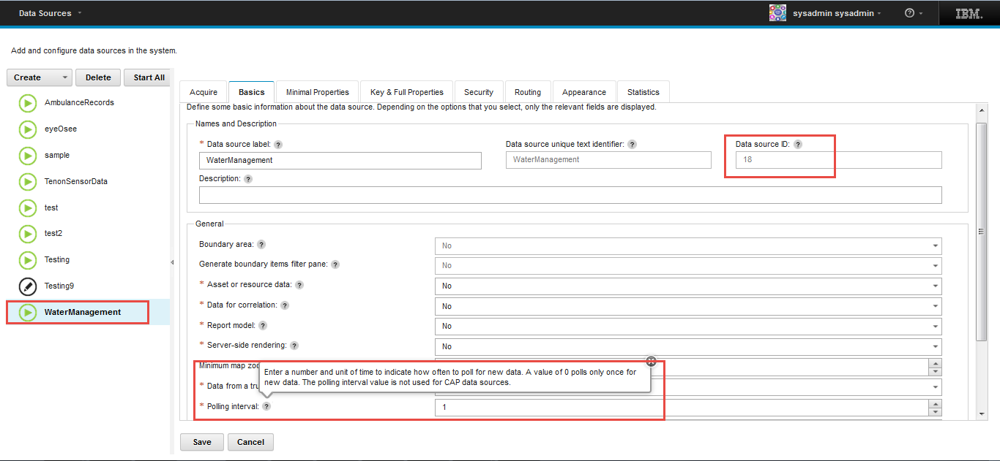 Data Sources
sysadmin sysadmin
?
IBM.
Add and configure data sources in the system.
Create
Delete
Start All
AmbulanceRecords
eyeOsee
sample
TenonSensorData
test
test2
Testing
Testing9
WaterManagement
Acquire
Basics
Minimal Properties
Key & Full Properties
Security
Routing
Appearance
Statistics
Define some basic information about the data source. Depending on the options that you select, only the relevant fields are displayed.
Names and Description
* Data source label: ?
WaterManagement
Data source unique text identifier: ?
WaterManagement
Data source ID: ?
18
Description: ?
General
Boundary area: ?
No
Generate boundary items filter pane: ?
No
* Asset or resource data: ?
No
* Data for correlation: ?
No
* Report model: ?
No
* Server-side rendering: ?
No
Minimum map zo
Enter a number and unit of time to indicate how often to poll for new data. A value of 0 polls only once for
new data. The polling interval value is not used for CAP data sources.
* Data from a tru
* Polling interval: ?
1
Save
Cancel